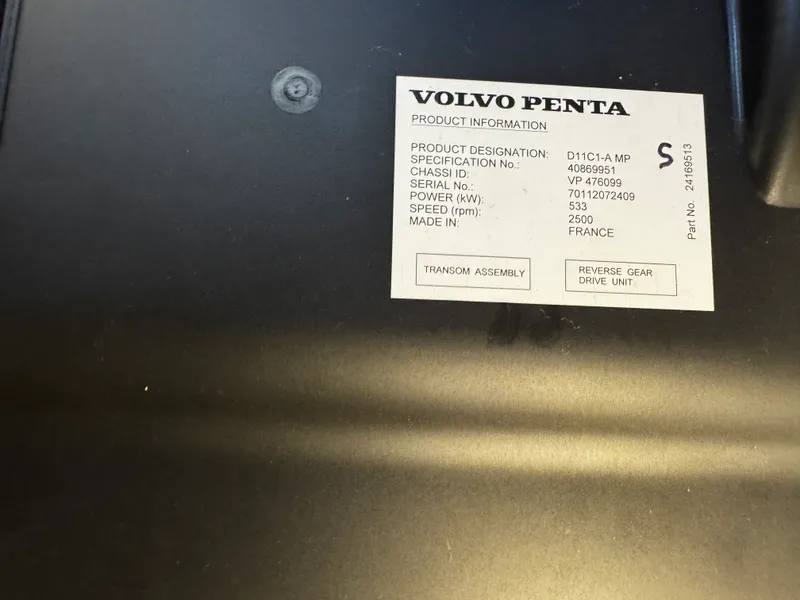 VOLVO PENTA
PRODUCT INFORMATION
PRODUCT DESIGNATION: D11C1-A MP
SPECIFICATION No.: 40869951
CHASSI ID: VP 476099
SERIAL No.: 70112072409
POWER (kW): 533
SPEED (rpm): 2500
MADE IN: FRANCE
S
Part No. 24169513
TRANSOM ASSEMBLY
REVERSE GEAR
DRIVE UNIT